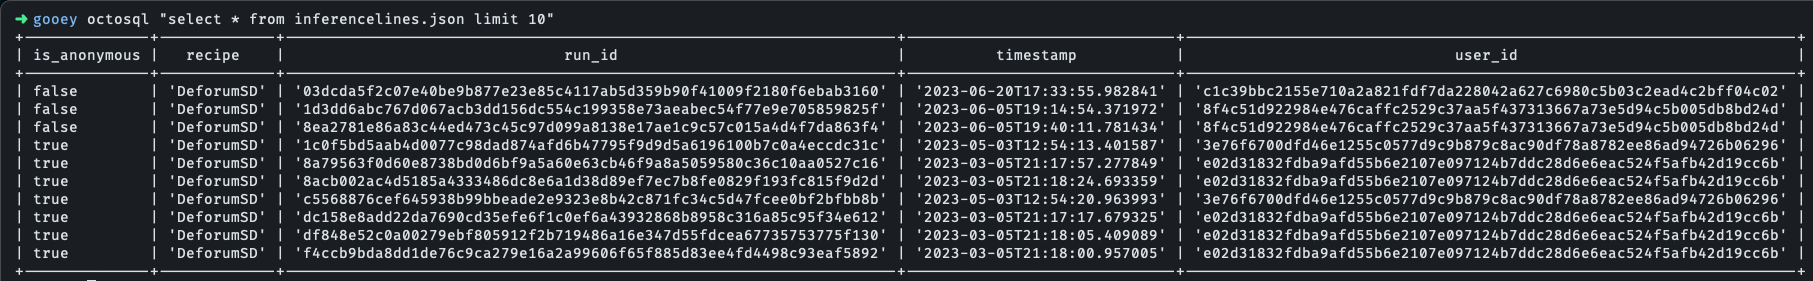 ➜ gooey octosql "select * from inferencelines.json limit 10"
| is_anonymous | recipe | run_id | timestamp | user_id |
| false | 'DeforumSD' | '03dcda5f2c07e40be9b877e23e85c4117ab5d359b90f41009f2180f6ebab3160' | '2023-06-20T17:33:55.982841' | 'c1c39bbc2155e710a2a821fdf7da228042a627c6980c5b03c2ead4c2bff04c02' |
| false | 'DeforumSD' | '1d3dd6abc767d067acb3dd156dc554c199358e73aeabec54f77e9e705859825f' | '2023-06-05T19:14:54.371972' | '8f4c51d922984e476caffc2529c37aa5f437313667a73e5d94c5b005db8bd24d' |
| false | 'DeforumSD' | '8ea2781e86a83c44ed473c45c97d099a8138e17ae1c9c57c015a4d4f7da863f4' | '2023-06-05T19:40:11.781434' | '8f4c51d922984e476caffc2529c37aa5f437313667a73e5d94c5b005db8bd24d' |
| true | 'DeforumSD' | '1c0f5bd5aab4d0077c98dad874afd6b47795f9d9d5a6196100b7c0a4eccdc31c' | '2023-05-03T12:54:13.401587' | '3e76f6700dfd46e1255c0577d9c9b879c8ac90df78a8782ee86ad94726b06296' |
| true | 'DeforumSD' | '8a79563f0d60e8738bd0d6bf9a5a60e63cb46f9a8a5059580c36c10aa0527c16' | '2023-03-05T21:17:57.277849' | 'e02d31832fdba9afd55b6e2107e097124b7ddc28d6e6eac524f5afb42d19cc6b' |
| true | 'DeforumSD' | '8acb002ac4d5185a4333486dc8e6a1d38d89ef7ec7b8fe0829f193fc815f9d2d' | '2023-03-05T21:18:24.693359' | 'e02d31832fdba9afd55b6e2107e097124b7ddc28d6e6eac524f5afb42d19cc6b' |
| true | 'DeforumSD' | 'c5568876cef645938b99bbeade2e9323e8b42c871fc34c5d47fcee0bf2bfbb8b' | '2023-05-03T12:54:20.963993' | '3e76f6700dfd46e1255c0577d9c9b879c8ac90df78a8782ee86ad94726b06296' |
| true | 'DeforumSD' | 'dc158e8add22da7690cd35efe6f1c0ef6a43932868b8958c316a85c95f34e612' | '2023-03-05T21:17:17.679325' | 'e02d31832fdba9afd55b6e2107e097124b7ddc28d6e6eac524f5afb42d19cc6b' |
| true | 'DeforumSD' | 'df848e52c0a00279ebf805912f2b719486a16e347d55fdcea67735753775f130' | '2023-03-05T21:18:05.409089' | 'e02d31832fdba9afd55b6e2107e097124b7ddc28d6e6eac524f5afb42d19cc6b' |
| true | 'DeforumSD' | 'f4ccb9bda8dd1de76c9ca279e16a2a99606f65f885d83ee4fd4498c93eaf5892' | '2023-03-05T21:18:00.957005' | 'e02d31832fdba9afd55b6e2107e097124b7ddc28d6e6eac524f5afb42d19cc6b' |